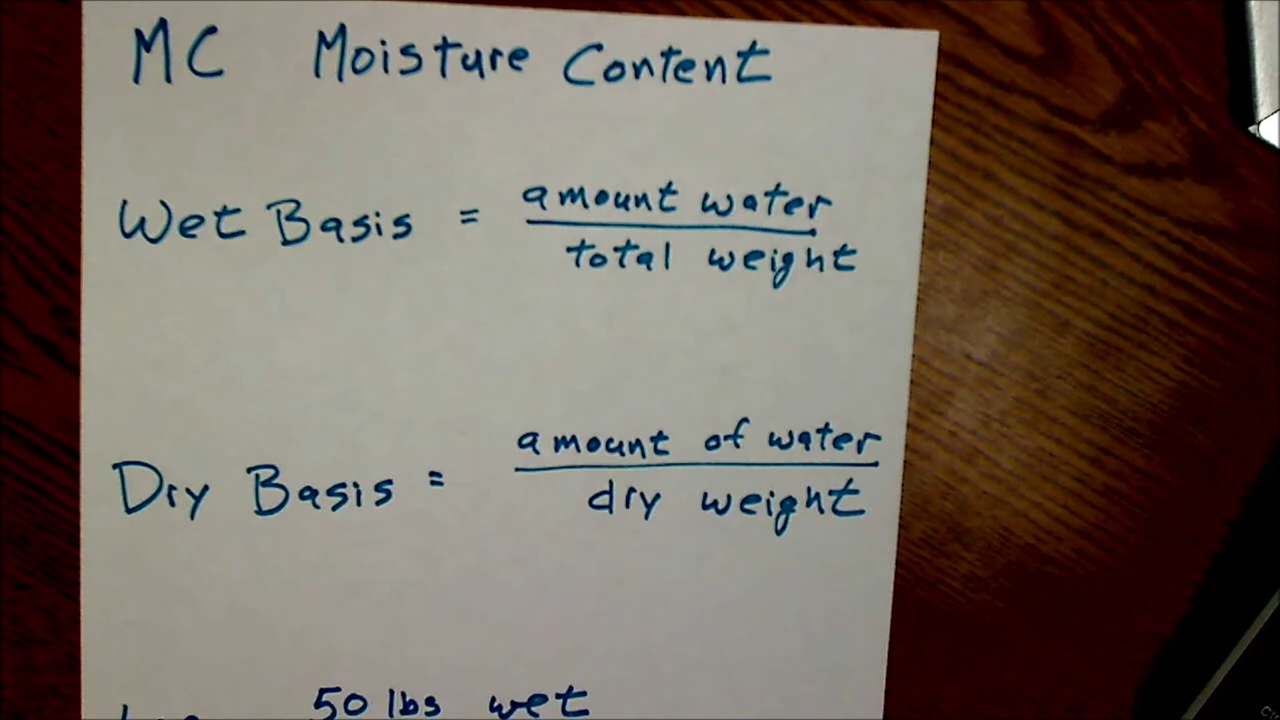 MC Moisture Content
Wet Basis = amount water
total weight
Dry Basis = amount of water
dry weight
50 lbs wet